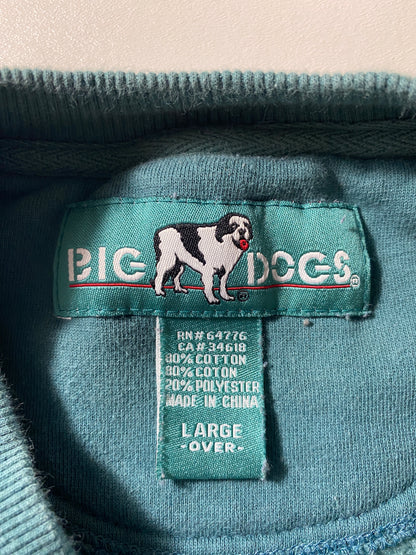 BIG DOGS®
RN# 64776
CA# 34618
80% COTTON
80% COTON
20% POLYESTER
MADE IN CHINA
LARGE
-OVER-